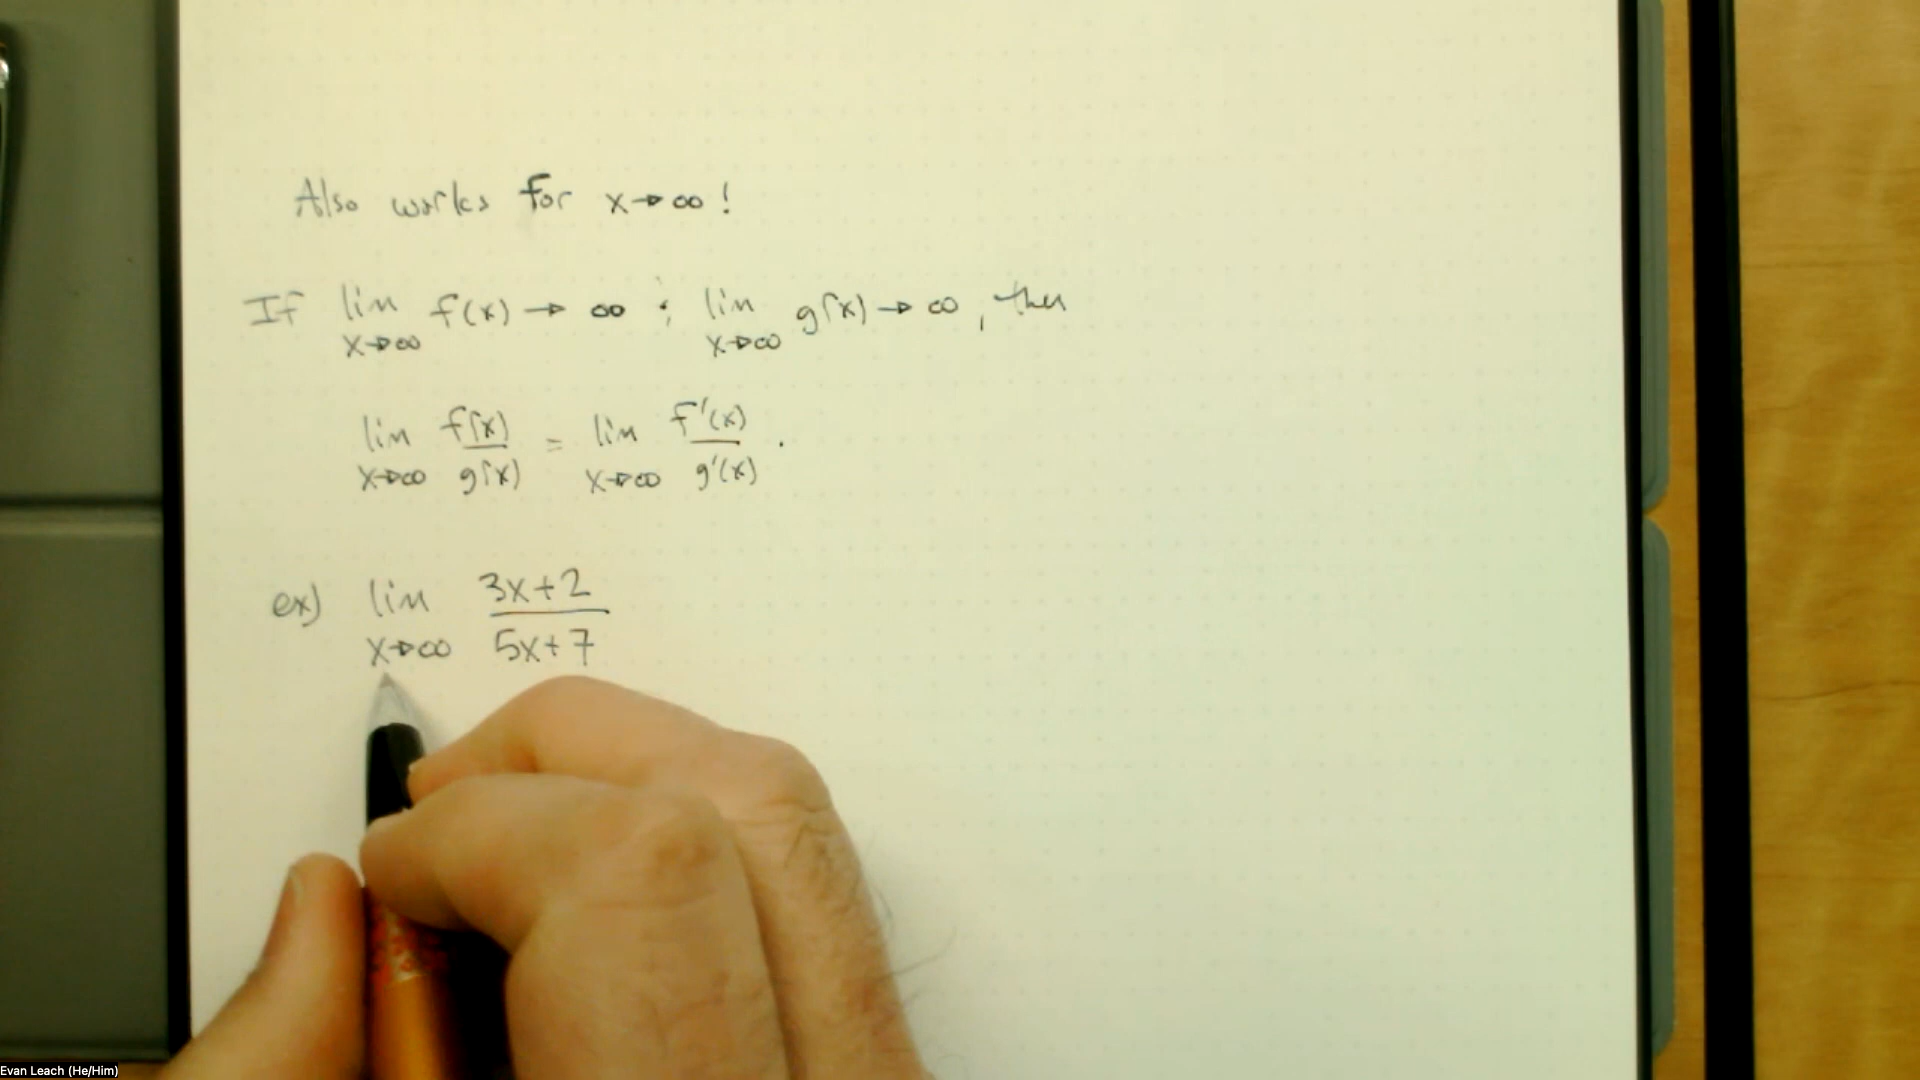 Also works for x→∞!
If lim x→∞ f(x) → ∞ ; lim x→∞ g(x) → ∞, then
lim x→∞ f(x)/g(x) = lim x→∞ f'(x)/g'(x).
ex) lim x→∞ 3x+2/5x+7
Evan Leach (He/Him)